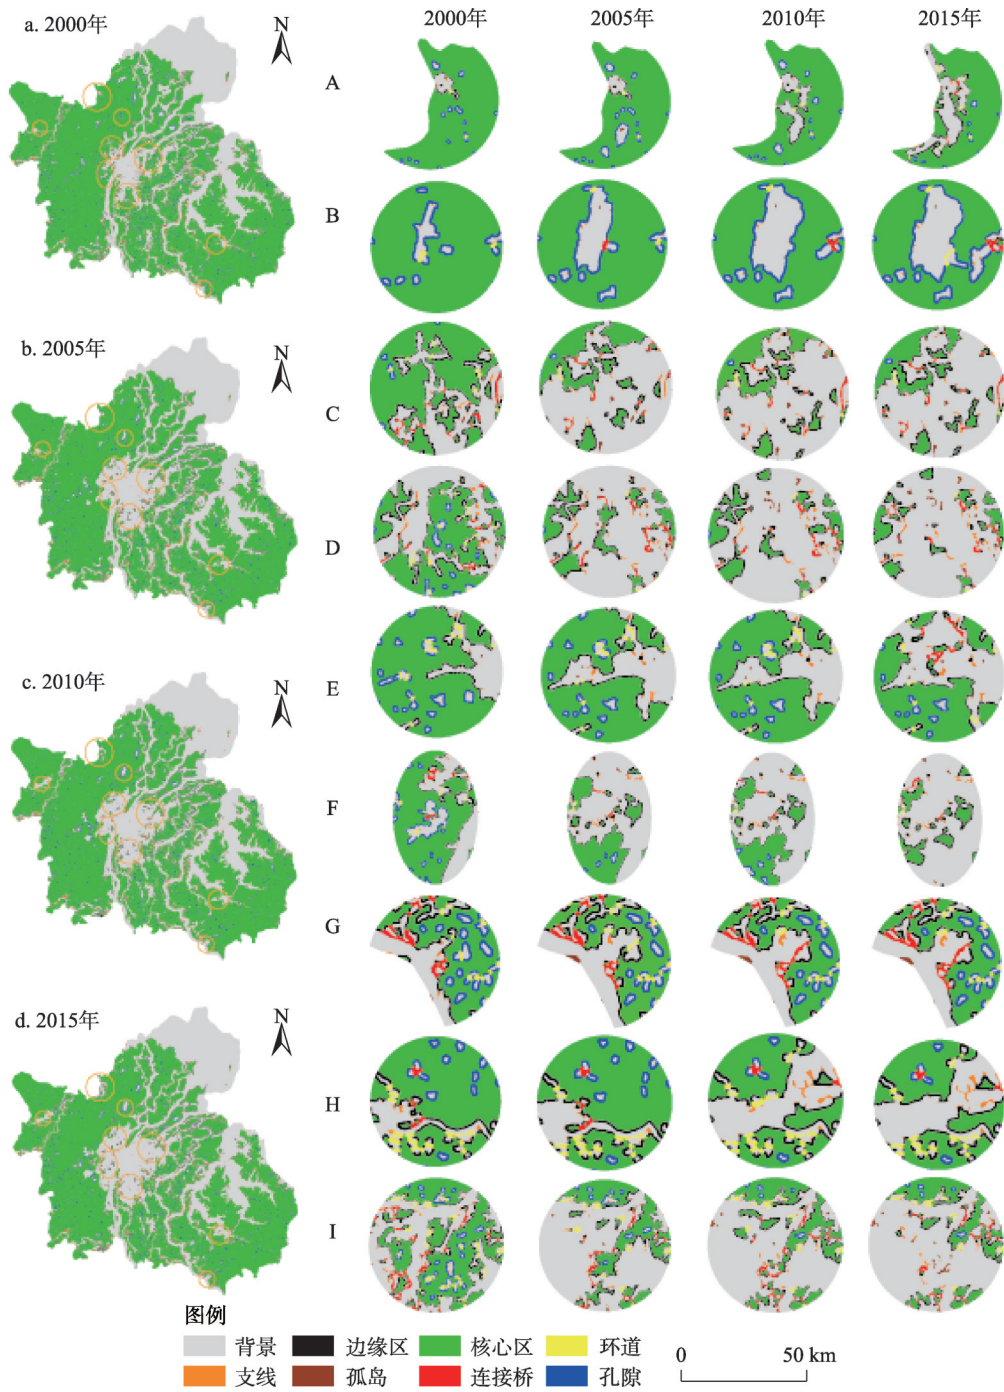 2000年 2005年 2010年 2015年
a. 2000年
N
A
B
b. 2005年
N
C
D
c. 2010年
N
E
F
G
d. 2015年
N
H
I
图例
背景 边缘区 核心区 环道
支线 孤岛 连接桥 孔隙
0 50 km